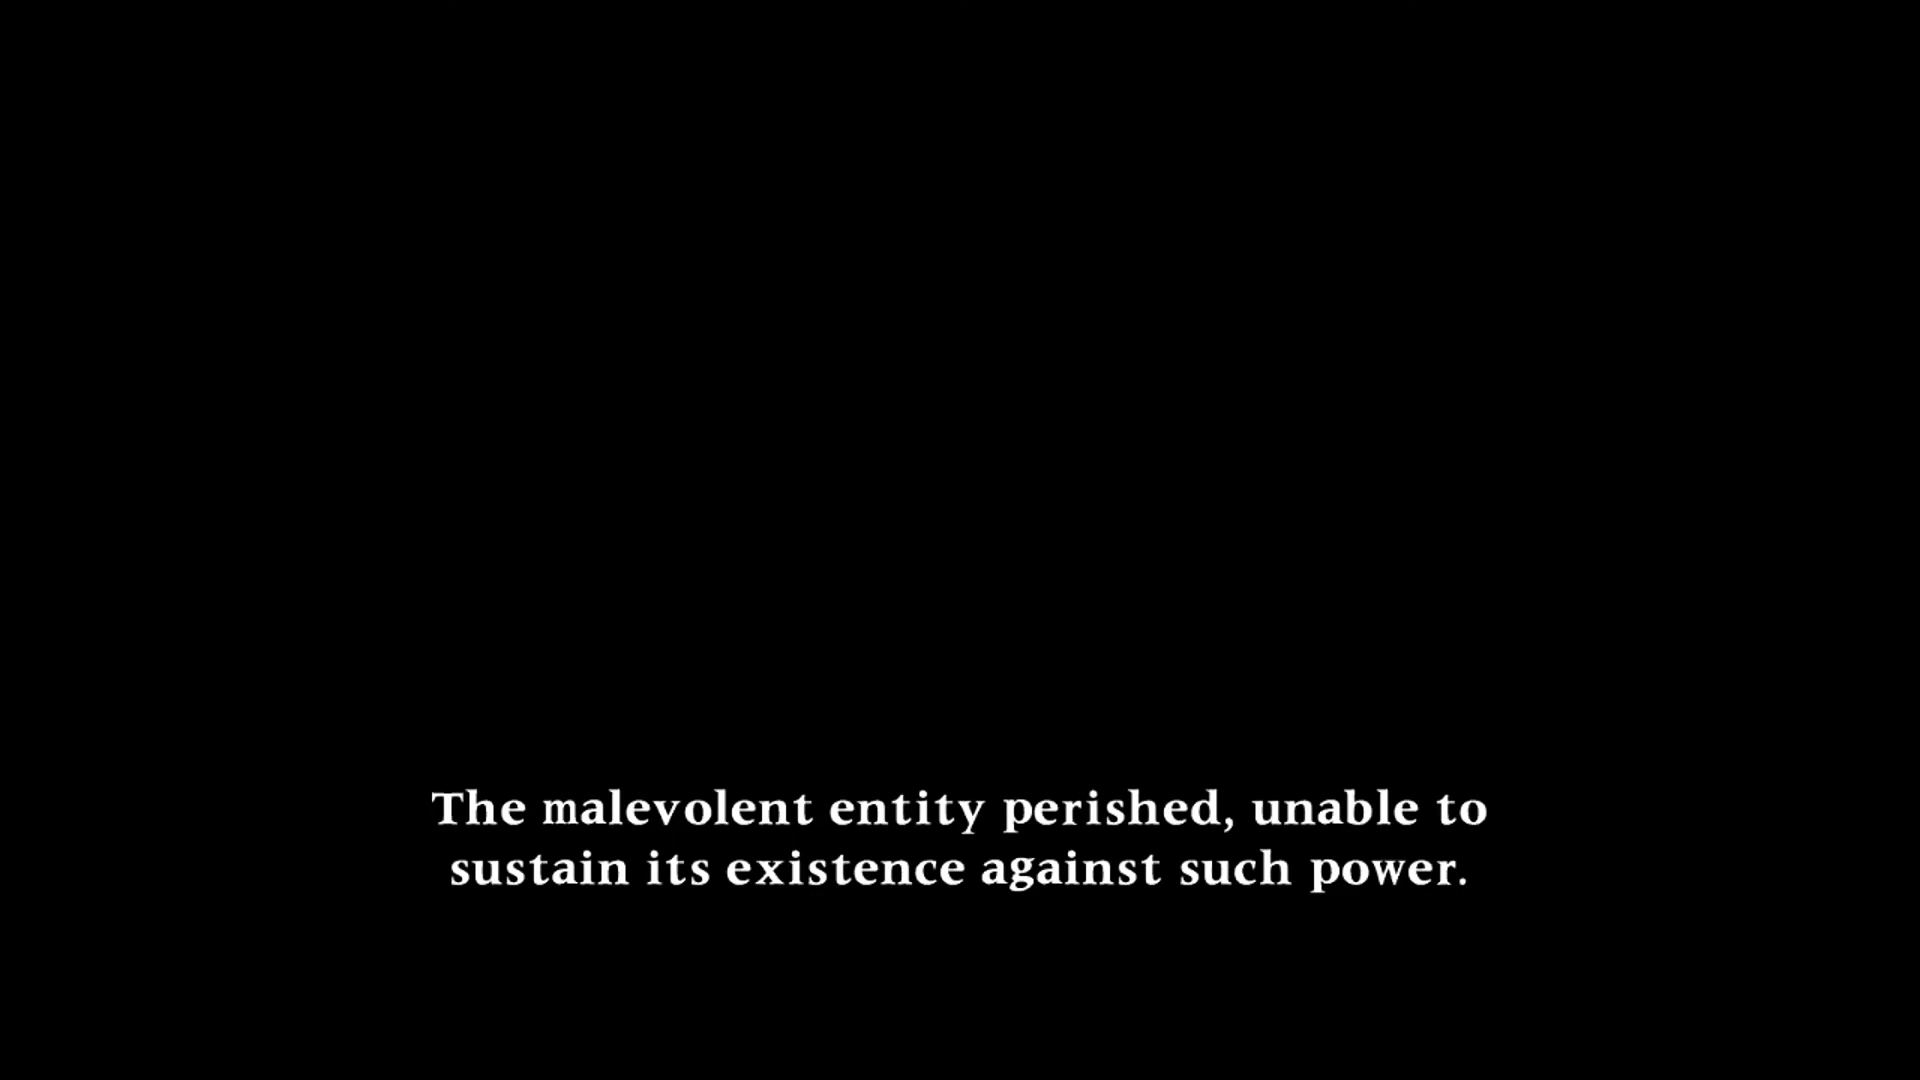 The malevolent entity perished, unable to
sustain its existence against such power.